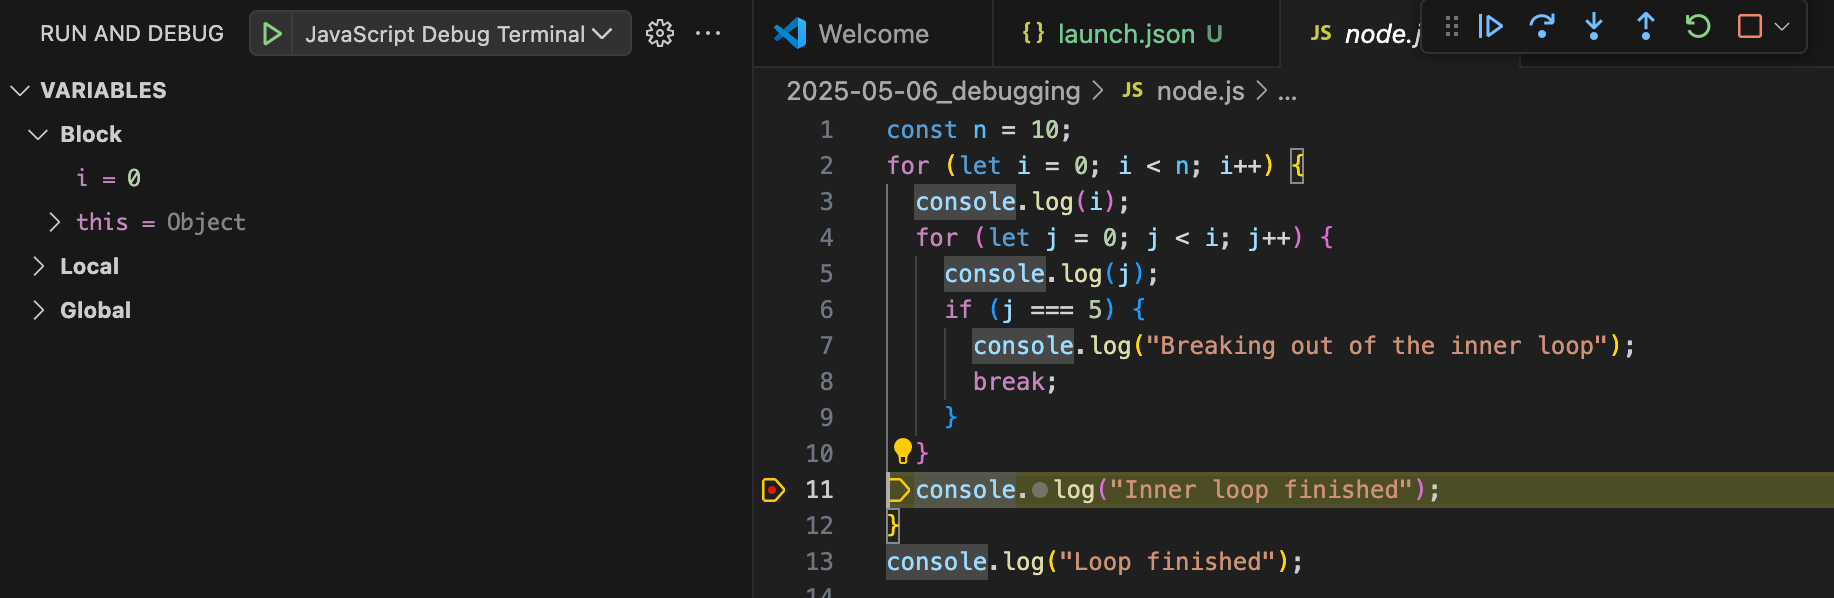 RUN AND DEBUG
JavaScript Debug Terminal
VARIABLES
Block
i = 0
this = Object
Local
Global
Welcome
{} launch.json U
JS node.j
2025-05-06_debugging > JS node.js > ...
1 const n = 10;
2 for (let i = 0; i < n; i++) {
3 console.log(i);
4 for (let j = 0; j < i; j++) {
5 console.log(j);
6 if (j === 5) {
7 console.log("Breaking out of the inner loop");
8 break;
9 }
10 }
11 console.log("Inner loop finished");
12 }
13 console.log("Loop finished");
14